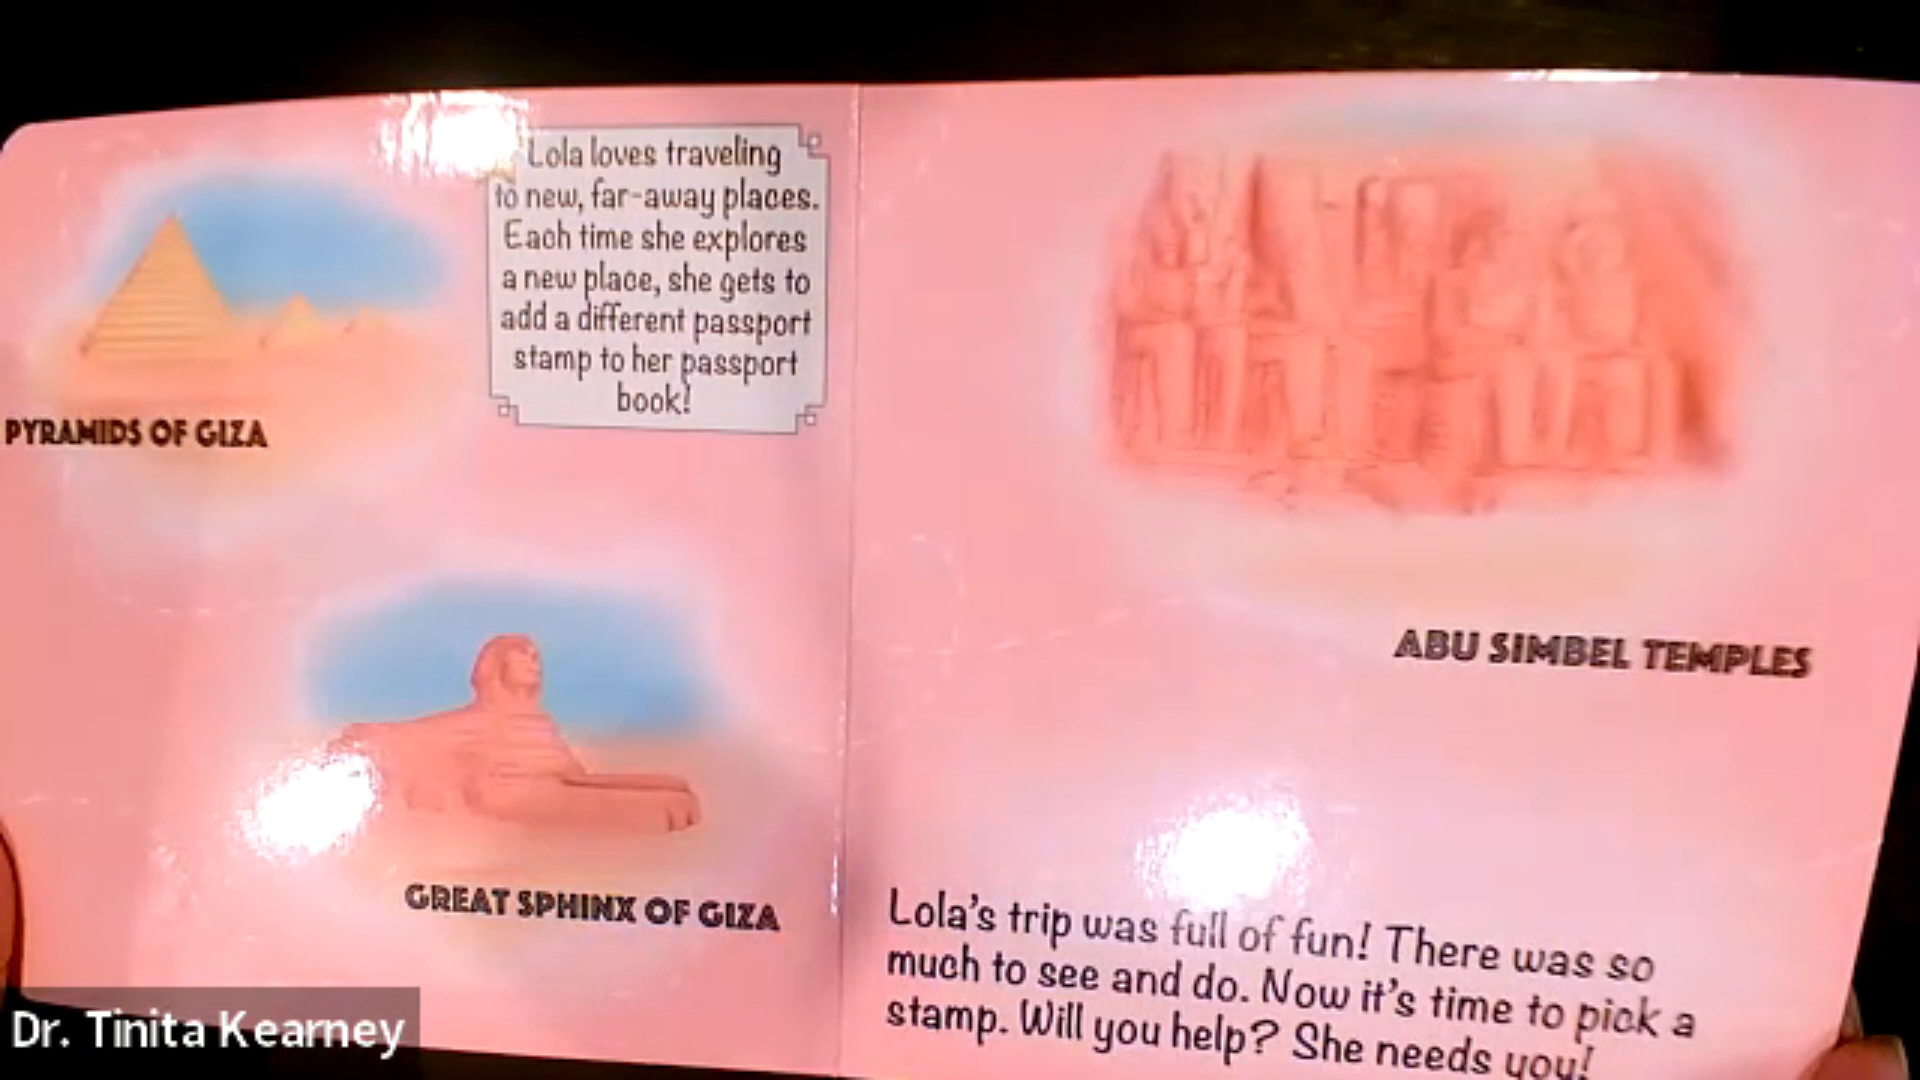 Lola loves traveling
to new, far-away places.
Each time she explores
a new place, she gets to
add a different passport
stamp to her passport
book!
PYRAMIDS OF GIZA
GREAT SPHINX OF GIZA
ABU SIMBEL TEMPLES
Lola's trip was full of fun! There was so
much to see and do. Now it's time to pick a
stamp. Will you help? She needs you!
Dr. Tinita Kearney